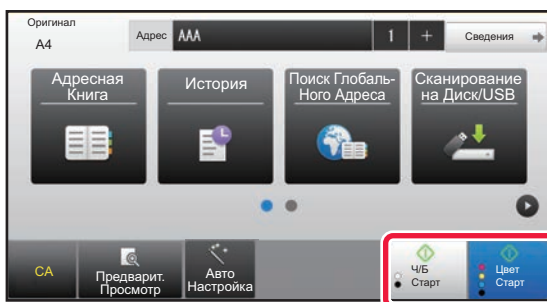 Оригинал
A4
Адрес AAA 1 + Сведения
Адресная
Книга
История
Поиск Глобаль-
Ного Адреса
Сканирование
на Диск/USB
CA
Предварит.
Просмотр
Авто
Настройка
Ч/Б
Старт
Цвет
Старт